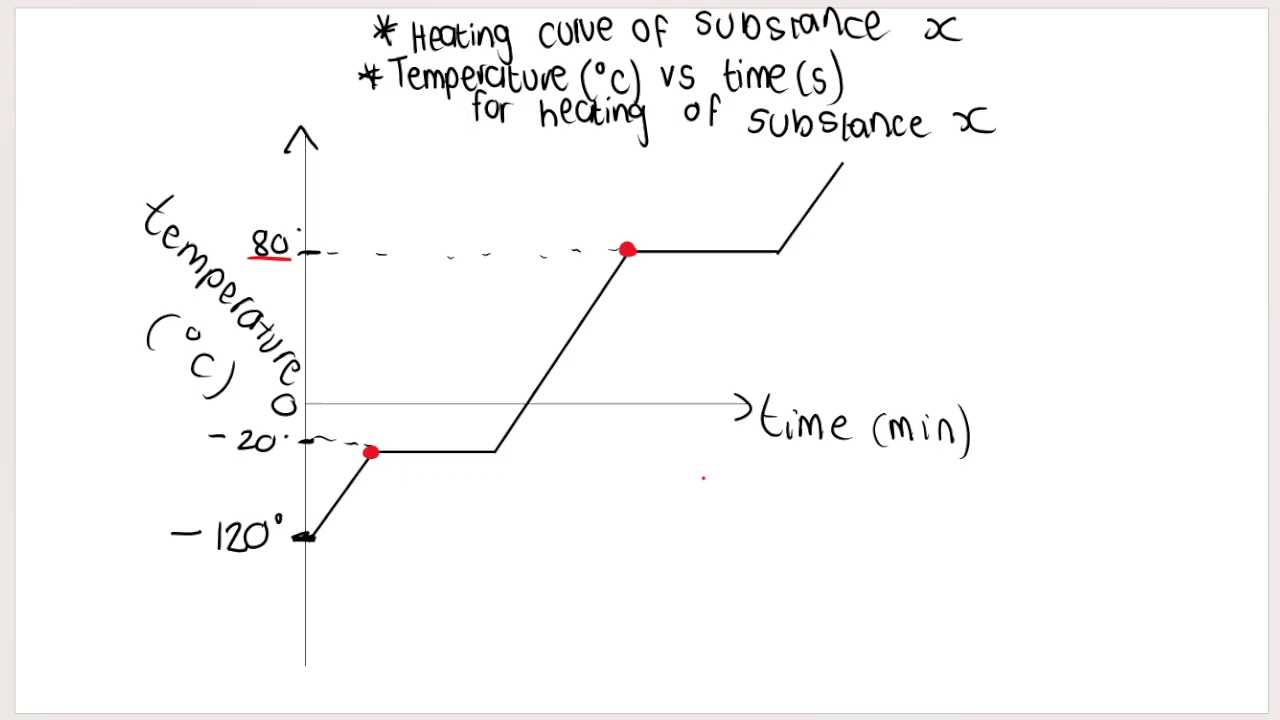 * Heating curve of substance x
* Temperature (°c) vs time (s)
for heating of substance x
temperature
(°c)
80°
0
-20°
-120°
time (min)